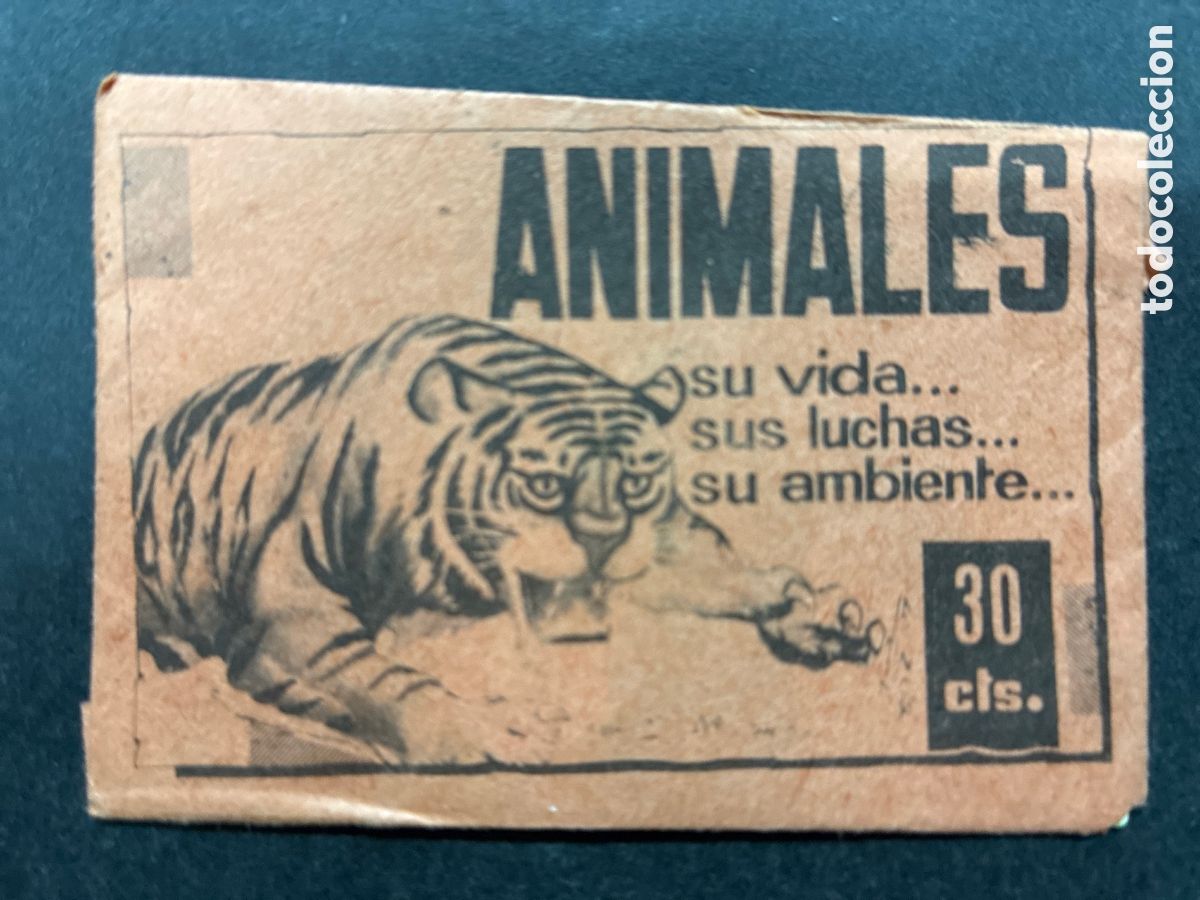 ANIMALES
su vida...
sus luchas...
su ambiente...
30
cts.
todocoleccion